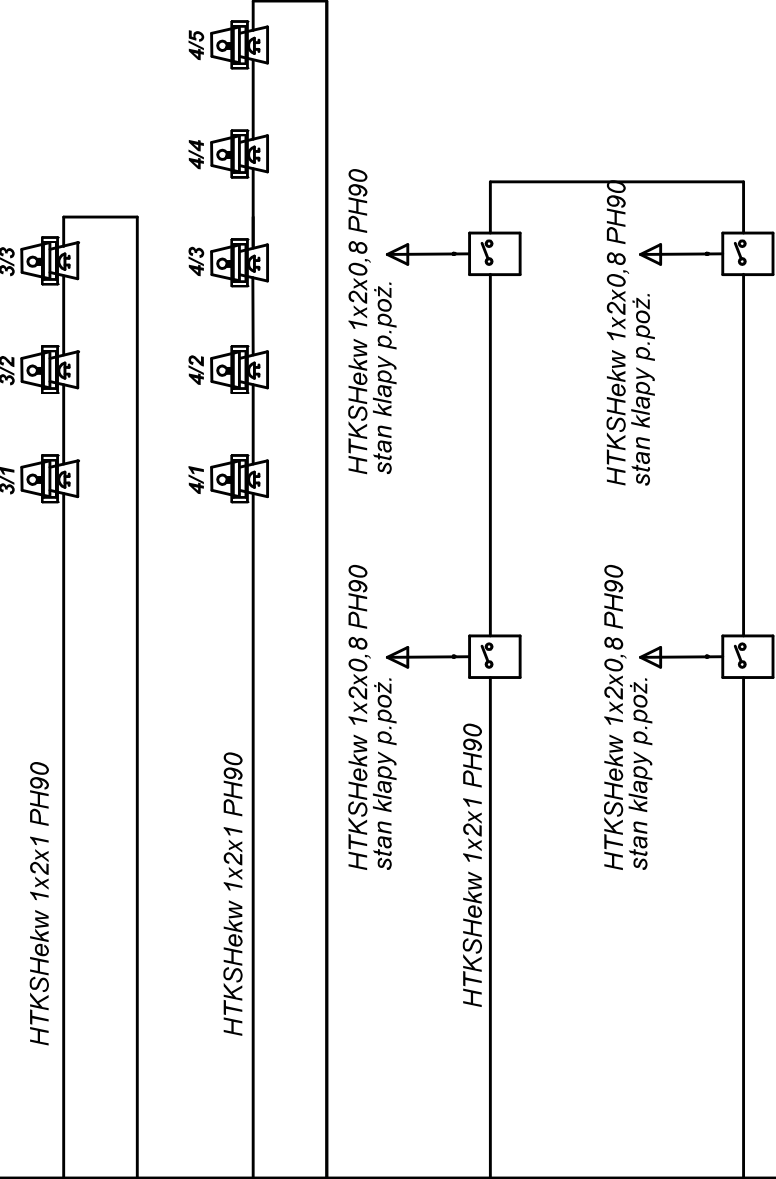 3/3
3/2
3/1
HTKSHekw 1x2x1 PH90
4/5
4/4
4/3
4/2
4/1
HTKSHekw 1x2x1 PH90
HTKSHekw 1x2x0,8 PH90
stan klapy p.poż.
HTKSHekw 1x2x0,8 PH90
stan klapy p.poż.
HTKSHekw 1x2x1 PH90
HTKSHekw 1x2x0,8 PH90
stan klapy p.poż.
HTKSHekw 1x2x0,8 PH90
stan klapy p.poż.